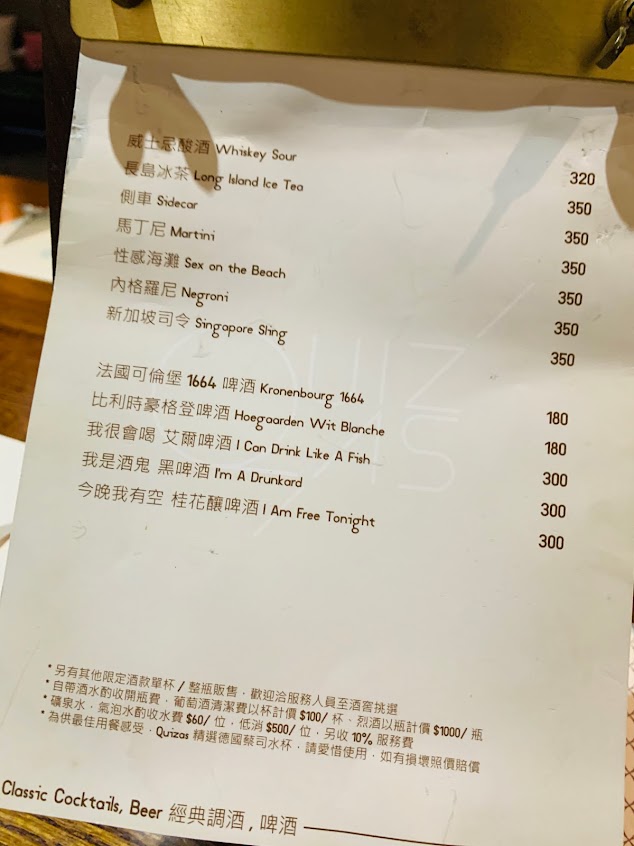 威士忌酸酒 Whiskey Sour 320
長島冰茶 Long Island Ice Tea 350
側車 Sidecar 350
馬丁尼 Martini 350
性感海灘 Sex on the Beach 350
內格羅尼 Negroni 350
新加坡司令 Singapore Sling 350
法國可倫堡 1664 啤酒 Kronenbourg 1664 180
比利時豪格登啤酒 Hoegaarden Wit Blanche 180
我很會喝 艾爾啤酒 I Can Drink Like A Fish 300
我是酒鬼 黑啤酒 I'm A Drunkard 300
今晚我有空 桂花釀啤酒 I Am Free Tonight 300
QUIZ
AS
* 另有其他限定酒款單杯 / 整瓶販售，歡迎洽服務人員至酒窖挑選
* 自帶酒水酌收開瓶費，葡萄酒清潔費以杯計價 $100/ 杯、烈酒以瓶計價 $1000/ 瓶
* 礦泉水，氣泡水酌收水費 $60/ 位，低消 $500/ 位，另收 10% 服務費
* 為供最佳用餐感受，Quizas 精選德國蔡司水杯，請愛惜使用，如有損壞照價賠償
Classic Cocktails, Beer 經典調酒 , 啤酒